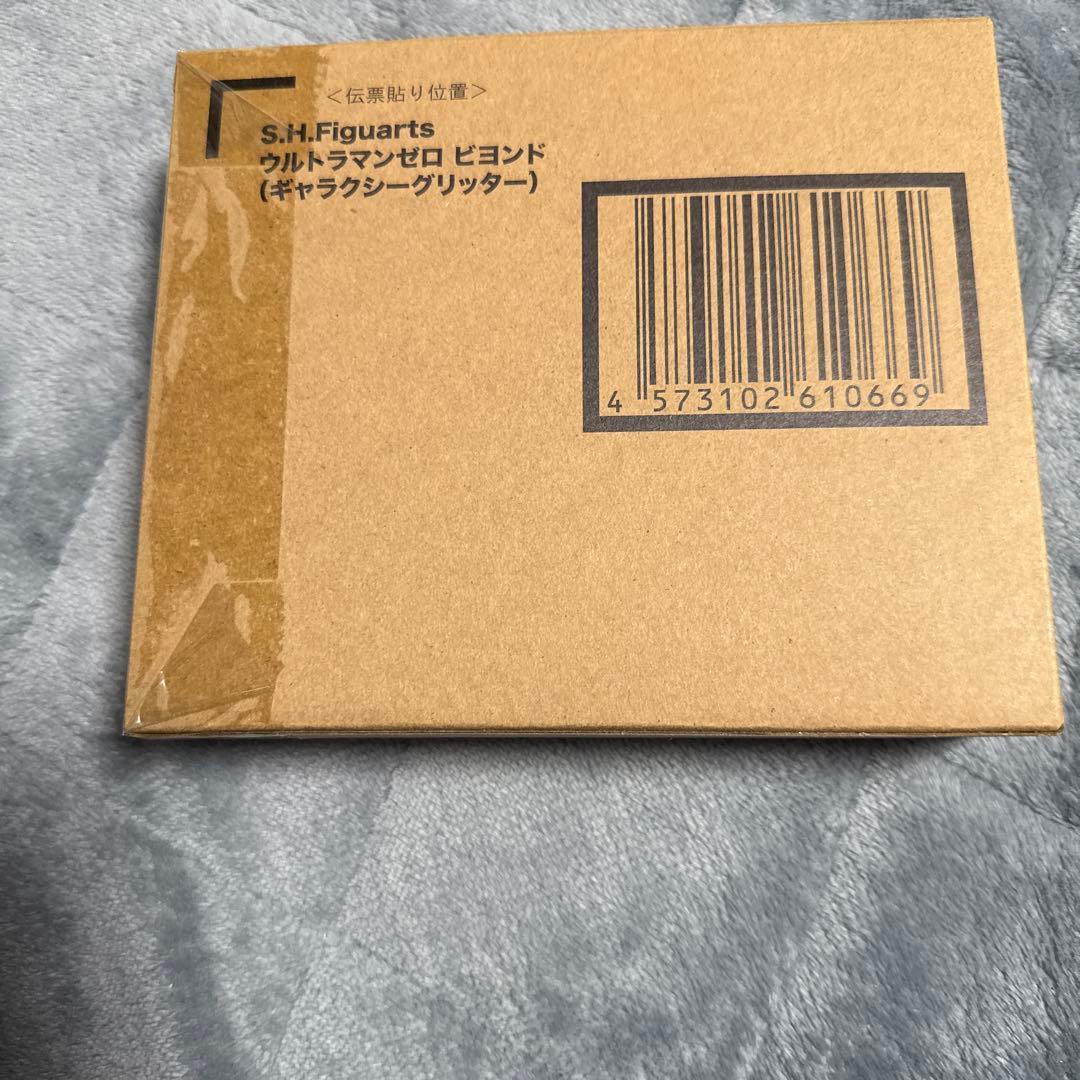 ＜伝票貼り位置＞
S.H.Figuarts
ウルトラマンゼロ ビヨンド
(ギャラクシーグリッター)
4 573102 610669